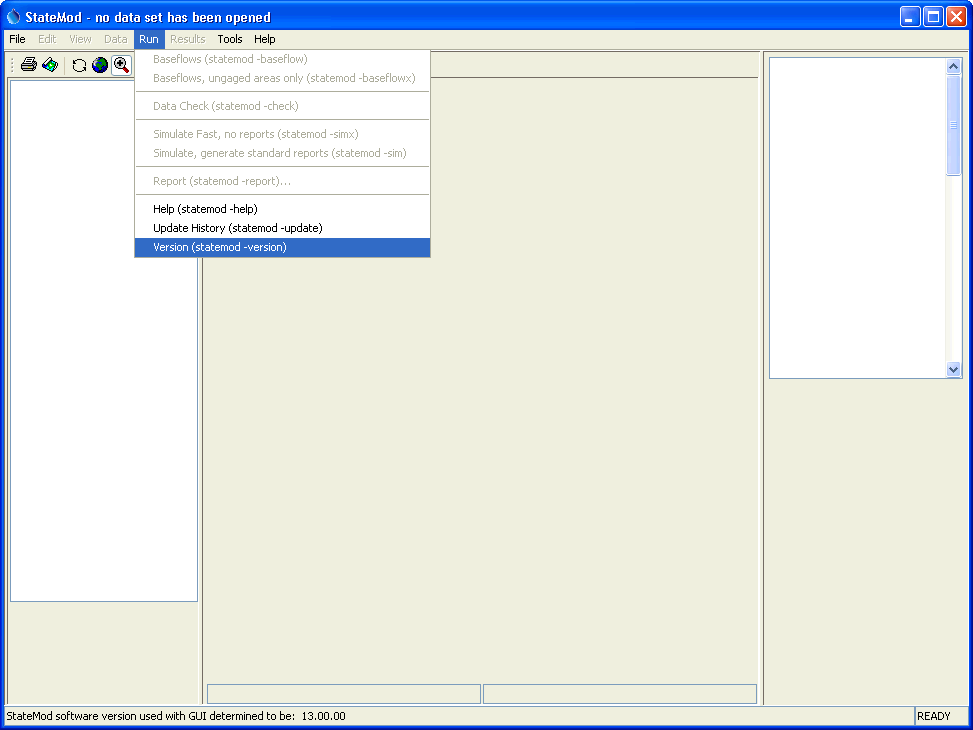 StateMod - no data set has been opened
File Edit View Data Run Results Tools Help
Baseflows (statemod -baseflow)
Baseflows, ungaged areas only (statemod -baseflowx)
Data Check (statemod -check)
Simulate Fast, no reports (statemod -simx)
Simulate, generate standard reports (statemod -sim)
Report (statemod -report)...
Help (statemod -help)
Update History (statemod -update)
Version (statemod -version)
StateMod software version used with GUI determined to be: 13.00.00 READY